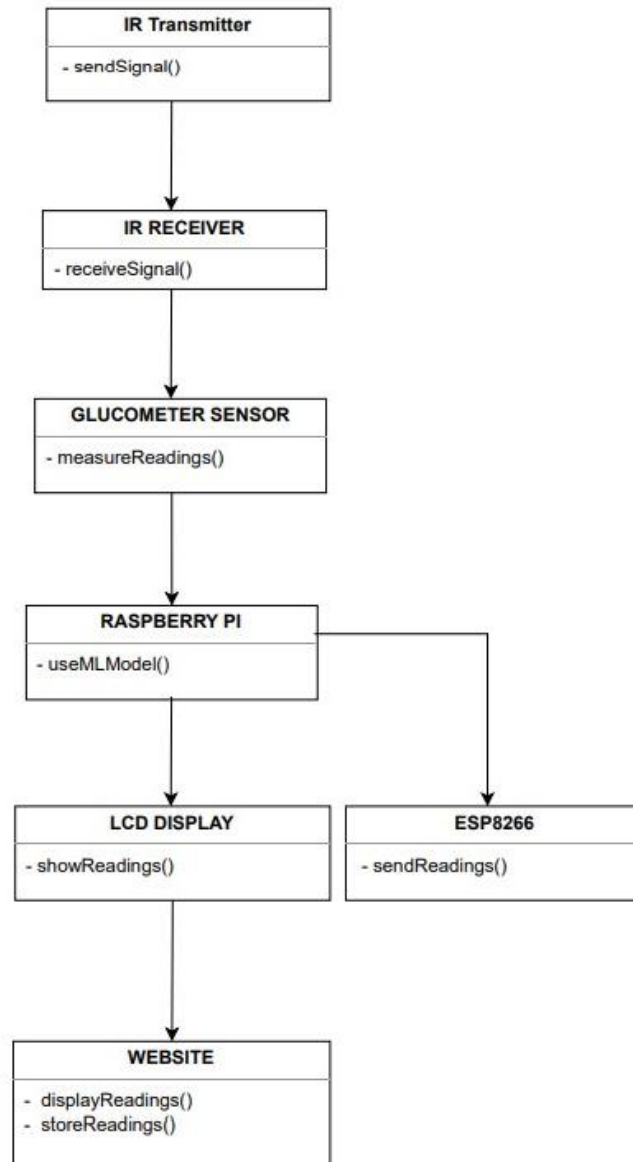 IR Transmitter
- sendSignal()
IR RECEIVER
- receiveSignal()
GLUCOMETER SENSOR
- measureReadings()
RASPBERRY PI
- useMLModel()
LCD DISPLAY
- showReadings()
ESP8266
- sendReadings()
WEBSITE
- displayReadings()
- storeReadings()